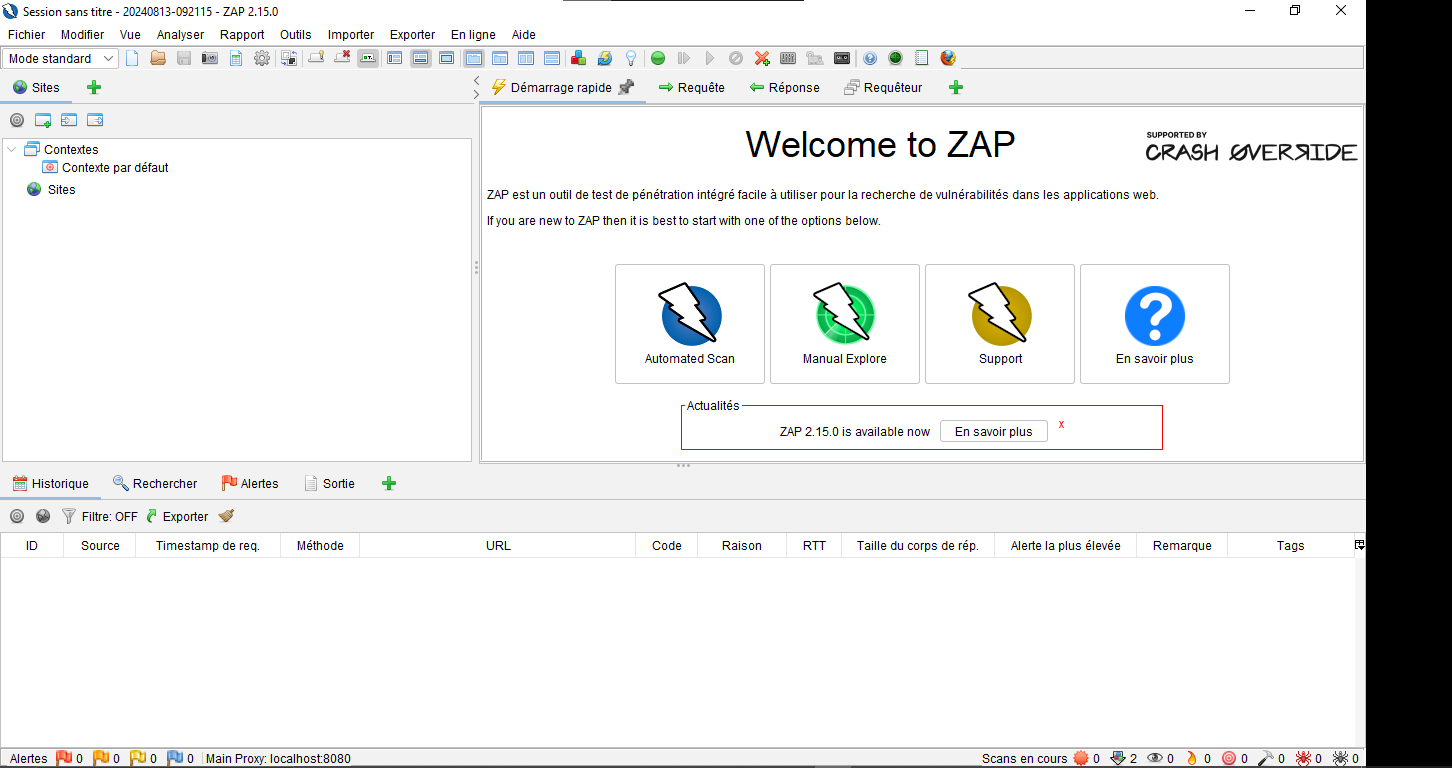 Session sans titre - 20240813-092115 - ZAP 2.15.0
Fichier Modifier Vue Analyser Rapport Outils Importer Exporter En ligne Aide
Mode standard
Sites
Démarrage rapide Requête Réponse Requêteur
Contextes
Contexte par défaut
Sites
Welcome to ZAP
SUPPORTED BY
CRASH ØVERRIDE
ZAP est un outil de test de pénétration intégré facile à utiliser pour la recherche de vulnérabilités dans les applications web.
If you are new to ZAP then it is best to start with one of the options below.
Automated Scan Manual Explore Support En savoir plus
Actualités
ZAP 2.15.0 is available now En savoir plus x
Historique Rechercher Alertes Sortie
Filtre: OFF Exporter
ID Source Timestamp de req. Méthode URL Code Raison RTT Taille du corps de rép. Alerte la plus élevée Remarque Tags
Alertes 0 0 0 0 Main Proxy: localhost:8080 Scans en cours 0 2 0 0 0 0 0 0